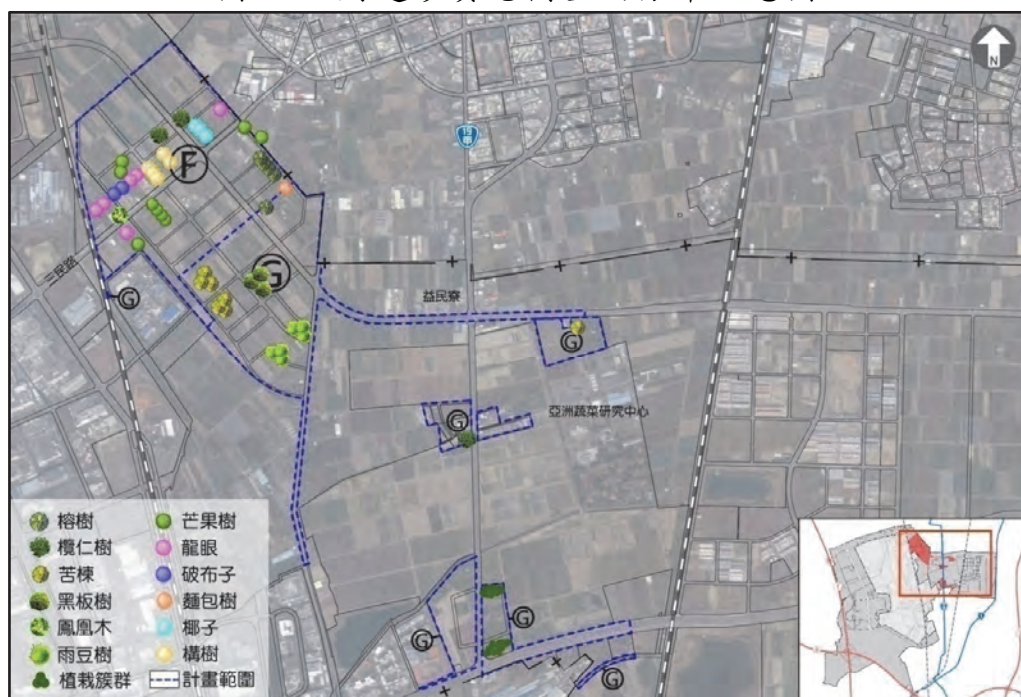 N
19
甲
F
三民路
G
G
益民寮
G
亞洲蔬菜研究中心
G
G
G
G
榕樹
欖仁樹
苦楝
黑板樹
鳳凰木
雨豆樹
植栽簇群
芒果樹
龍眼
破布子
麵包樹
椰子
構樹
計畫範圍